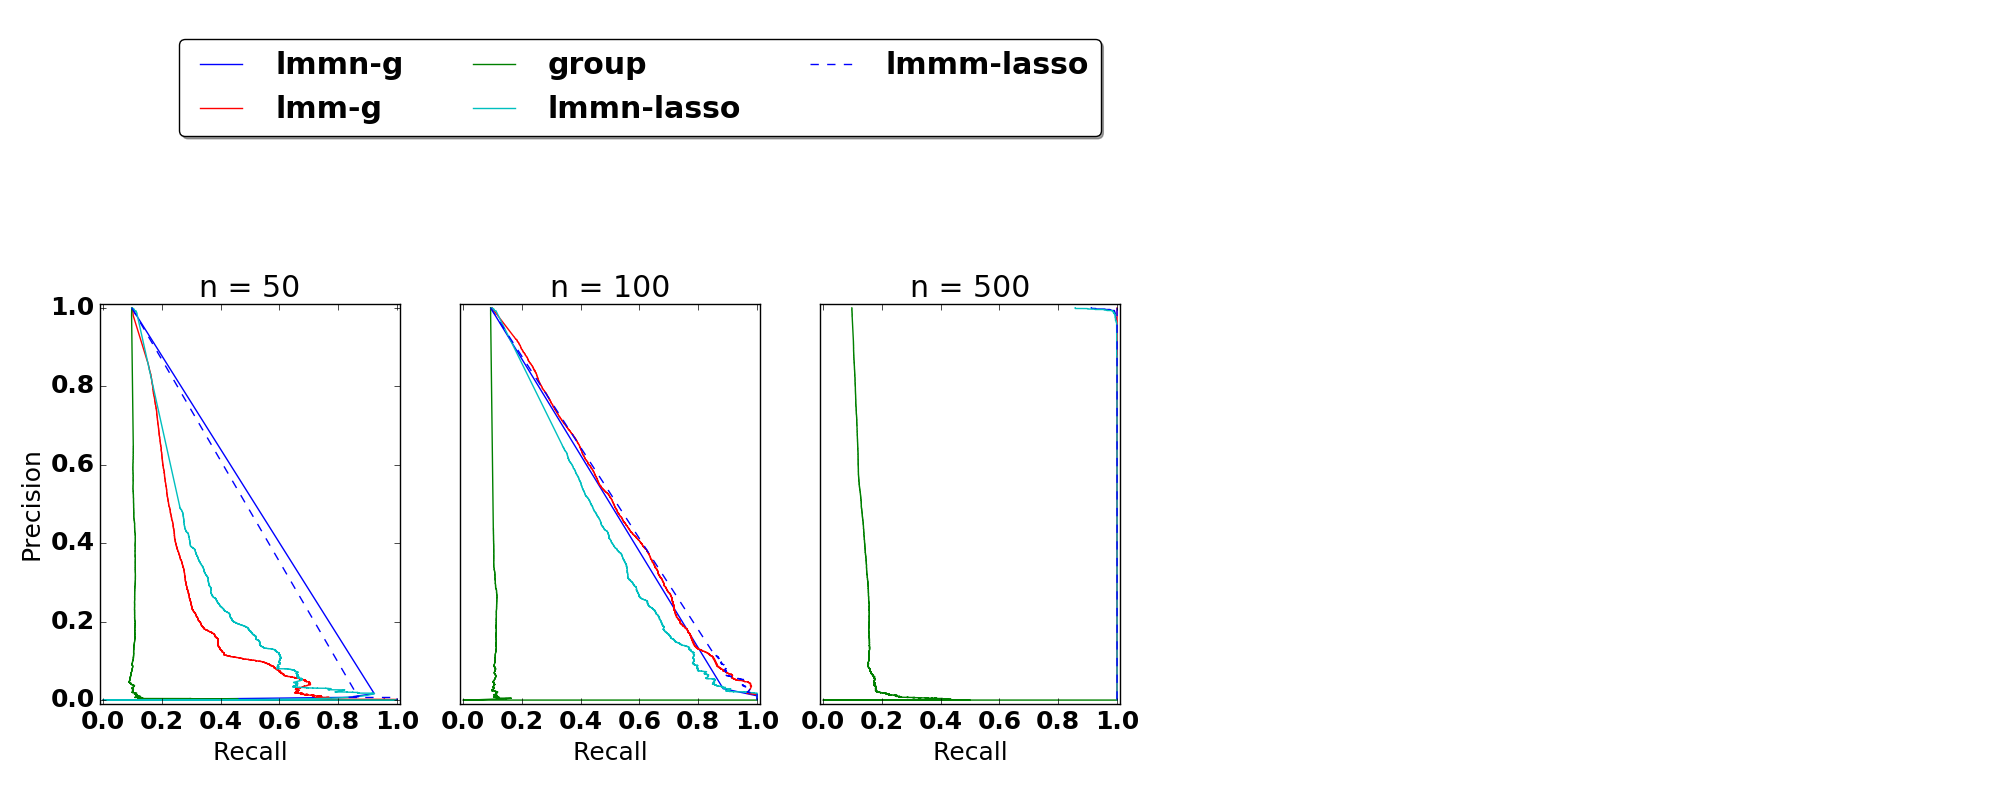 lmmn-g group lmmm-lasso
lmm-g lmmn-lasso
n = 50 n = 100 n = 500
1.0
0.8
0.6
0.4
0.2
0.0
Precision
0.0 0.2 0.4 0.6 0.8 1.0 0.0 0.2 0.4 0.6 0.8 1.0 0.0 0.2 0.4 0.6 0.8 1.0
Recall Recall Recall